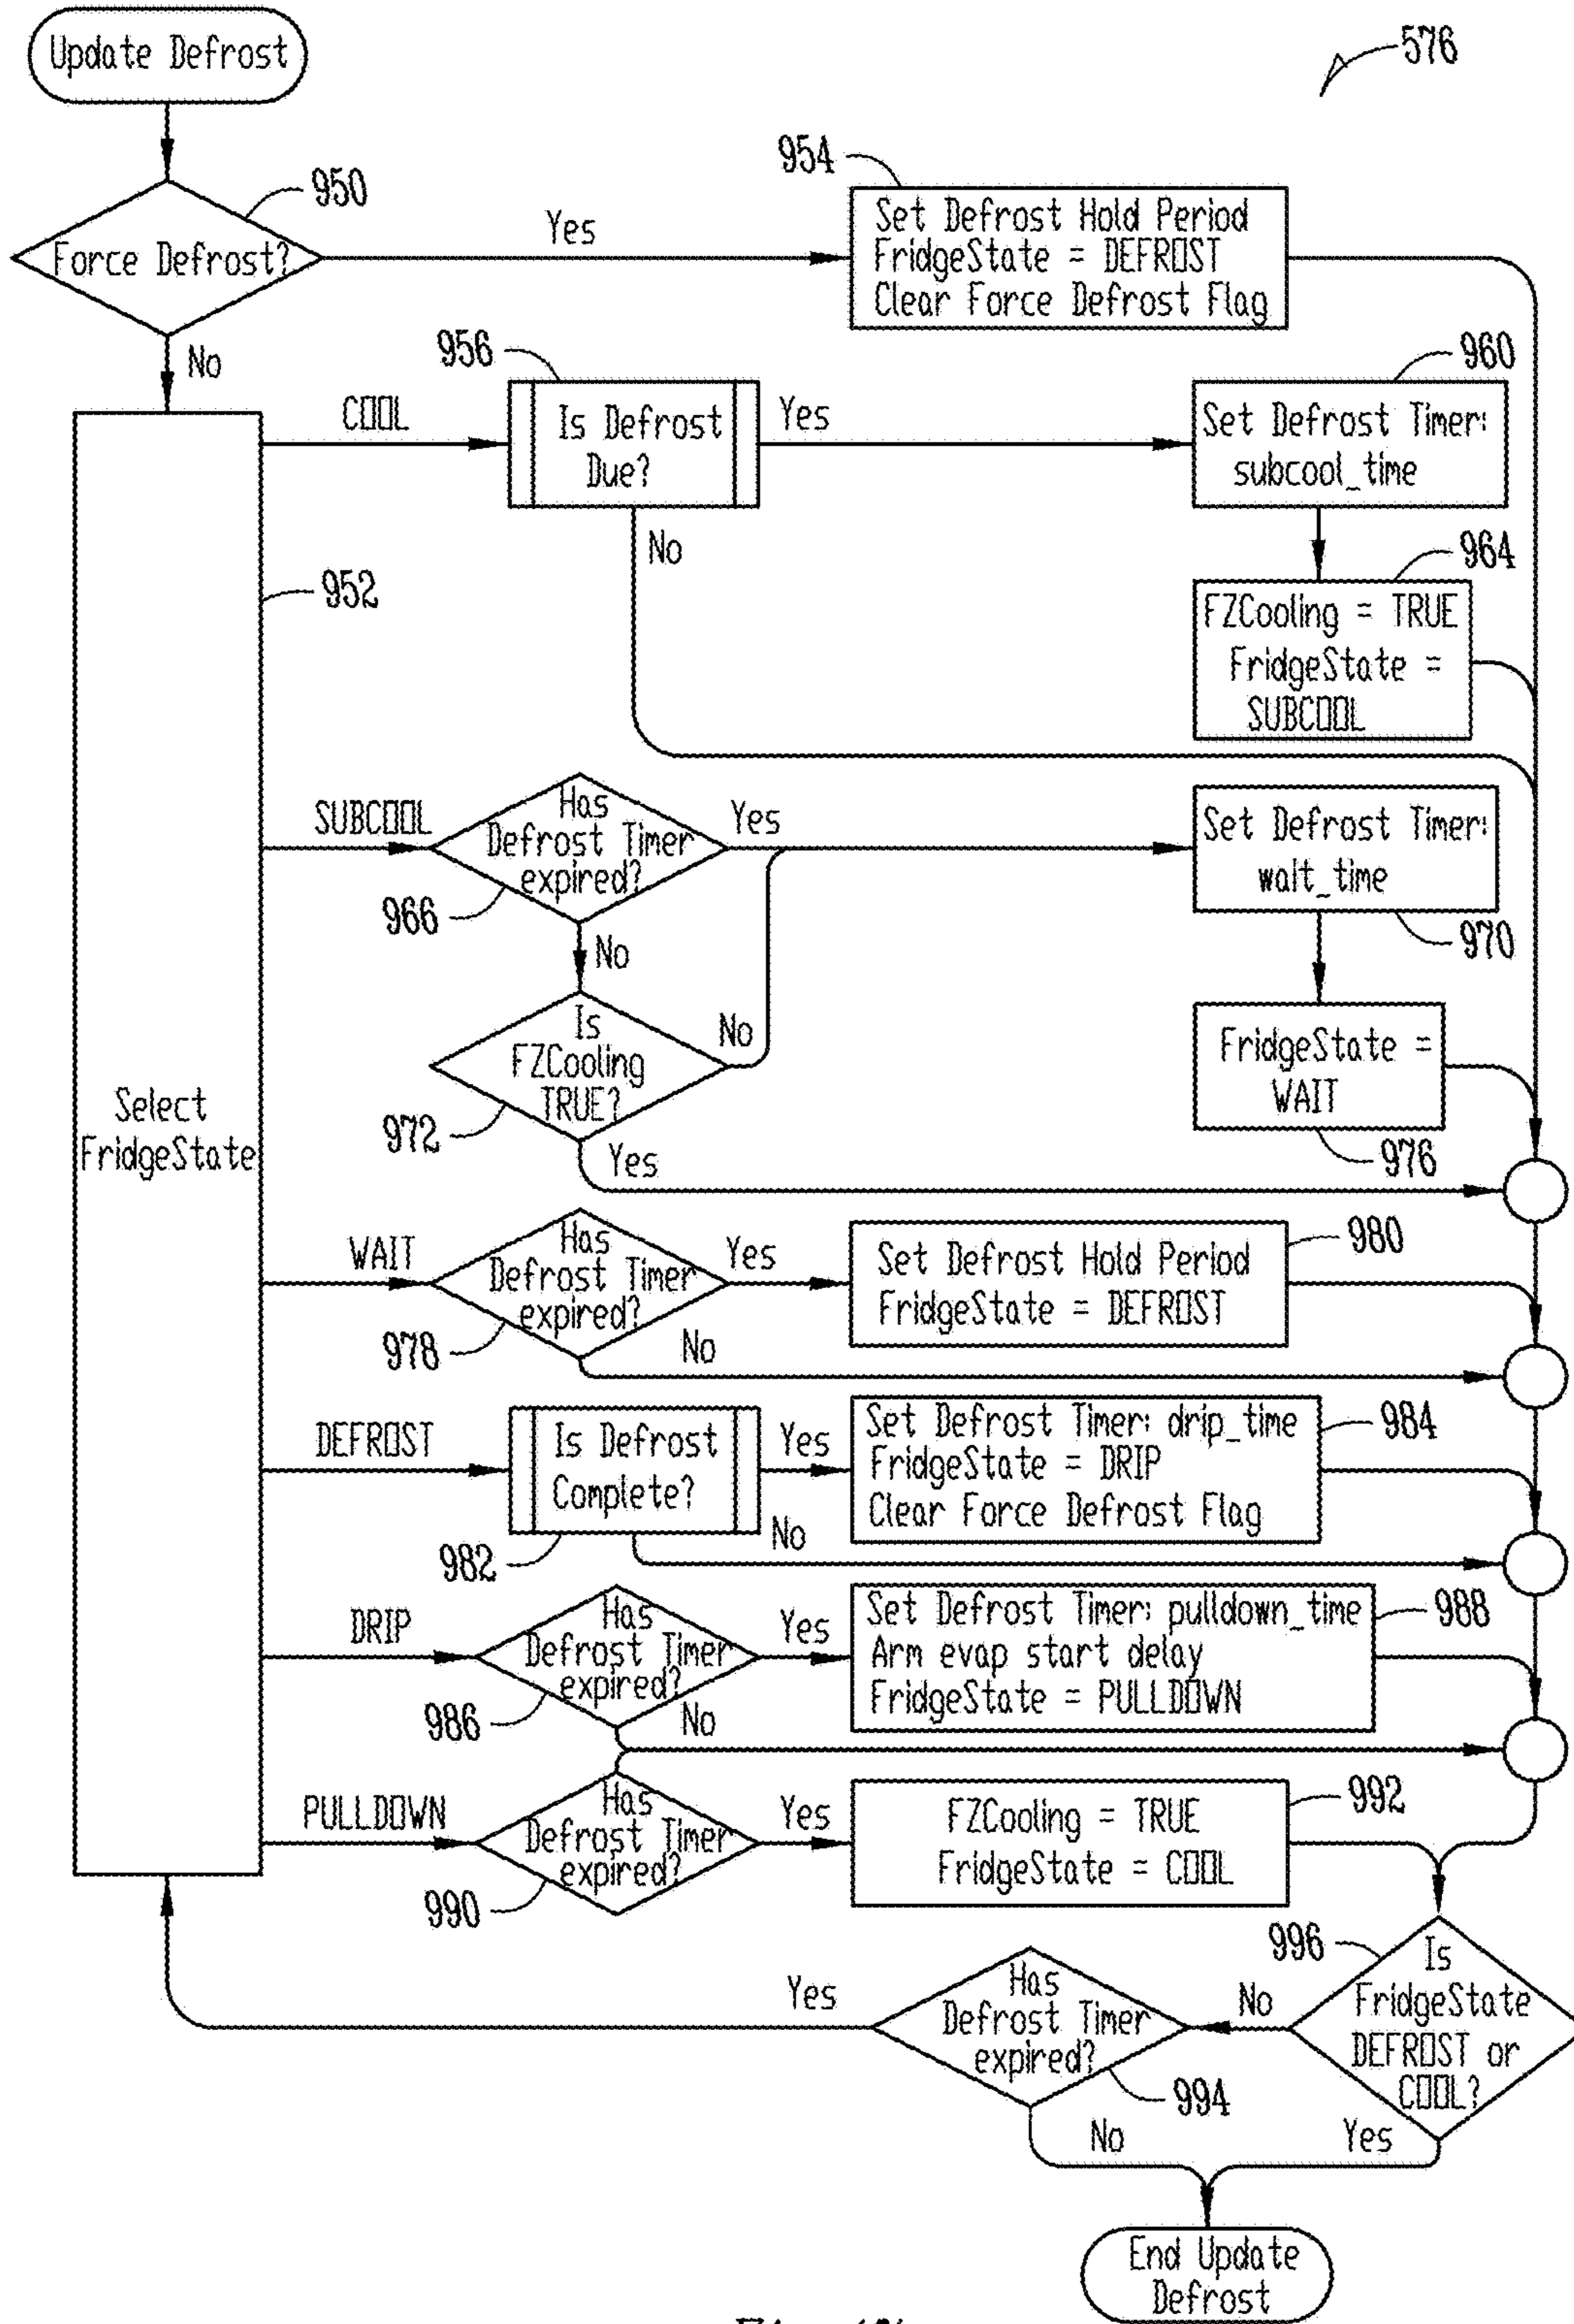 Update Defrost
576
950
Force Defrost?
Yes
954
Set Defrost Hold Period
FridgeState = DEFROST
Clear Force Defrost Flag
No
952
Select
FridgeState
COOL
956
Is Defrost
Due?
Yes
No
960
Set Defrost Timer:
subcool_time
964
FZCooling = TRUE
FridgeState =
SUBCOOL
SUBCOOL
Has
Defrost Timer
expired?
966
Yes
No
Set Defrost Timer:
wait_time
970
Is
FZCooling
TRUE?
972
No
Yes
FridgeState =
WAIT
976
WAIT
Has
Defrost Timer
expired?
978
Yes
No
Set Defrost Hold Period
FridgeState = DEFROST
980
DEFROST
Is Defrost
Complete?
982
Yes
No
Set Defrost Timer: drip_time
FridgeState = DRIP
Clear Force Defrost Flag
984
DRIP
Has
Defrost Timer
expired?
986
Yes
No
Set Defrost Timer: pulldown_time
Arm evap start delay
FridgeState = PULLDOWN
988
PULLDOWN
Has
Defrost Timer
expired?
990
Yes
FZCooling = TRUE
FridgeState = COOL
992
996
Is
FridgeState
DEFROST or
COOL?
No
Yes
Has
Defrost Timer
expired?
994
Yes
No
End Update
Defrost